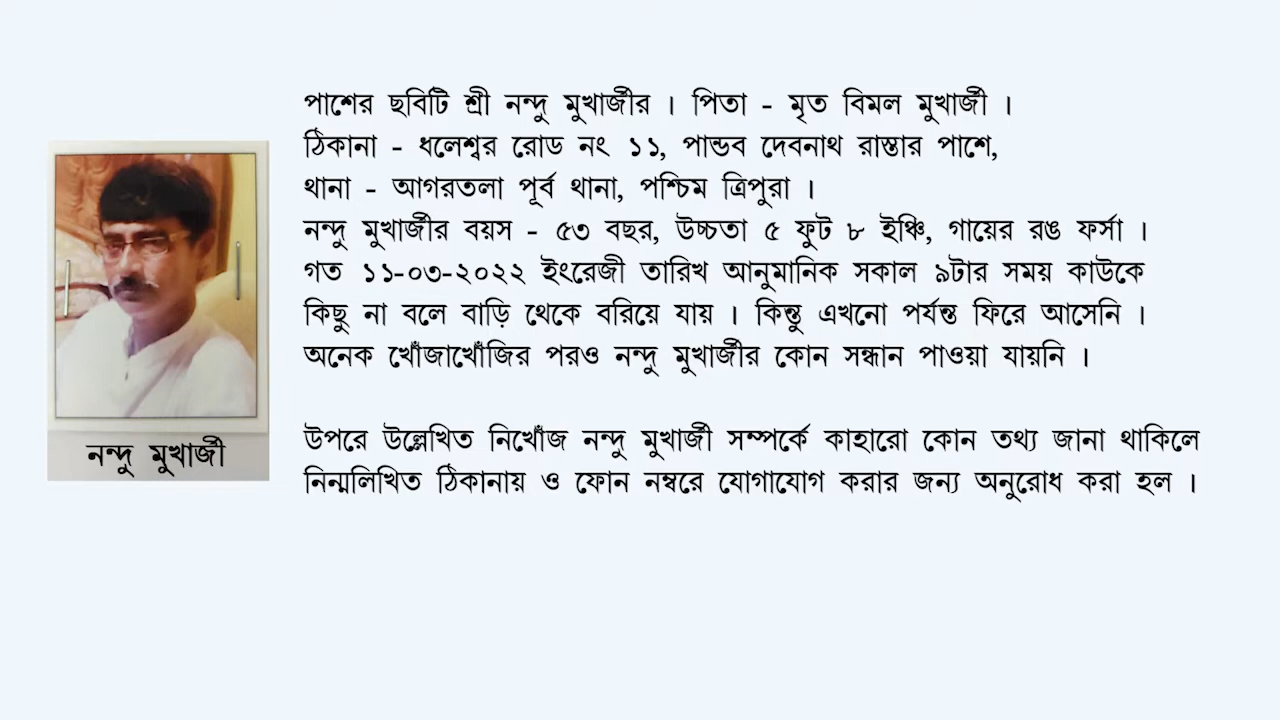 পাশের ছবিটি শ্রী নন্দু মুখার্জীর । পিতা - মৃত বিমল মুখার্জী ।
ঠিকানা - ধলেশ্বর রোড নং ১১, পান্ডব দেবনাথ রাস্তার পাশে,
থানা - আগরতলা পূর্ব থানা, পশ্চিম ত্রিপুরা ।
নন্দু মুখার্জীর বয়স - ৫৩ বছর, উচ্চতা ৫ ফুট ৮ ইঞ্চি, গায়ের রঙ ফর্সা ।
গত ১১-০৩-২০২২ ইংরেজী তারিখ আনুমানিক সকাল ৯টার সময় কাউকে
কিছু না বলে বাড়ি থেকে বরিয়ে যায় । কিন্তু এখনো পর্যন্ত ফিরে আসেনি ।
অনেক খোঁজাখোঁজির পরও নন্দু মুখার্জীর কোন সন্ধান পাওয়া যায়নি ।
উপরে উল্লেখিত নিখোঁজ নন্দু মুখার্জী সম্পর্কে কাহারো কোন তথ্য জানা থাকিলে
নিন্মলিখিত ঠিকানায় ও ফোন নম্বরে যোগাযোগ করার জন্য অনুরোধ করা হল ।
নন্দু মুখার্জী